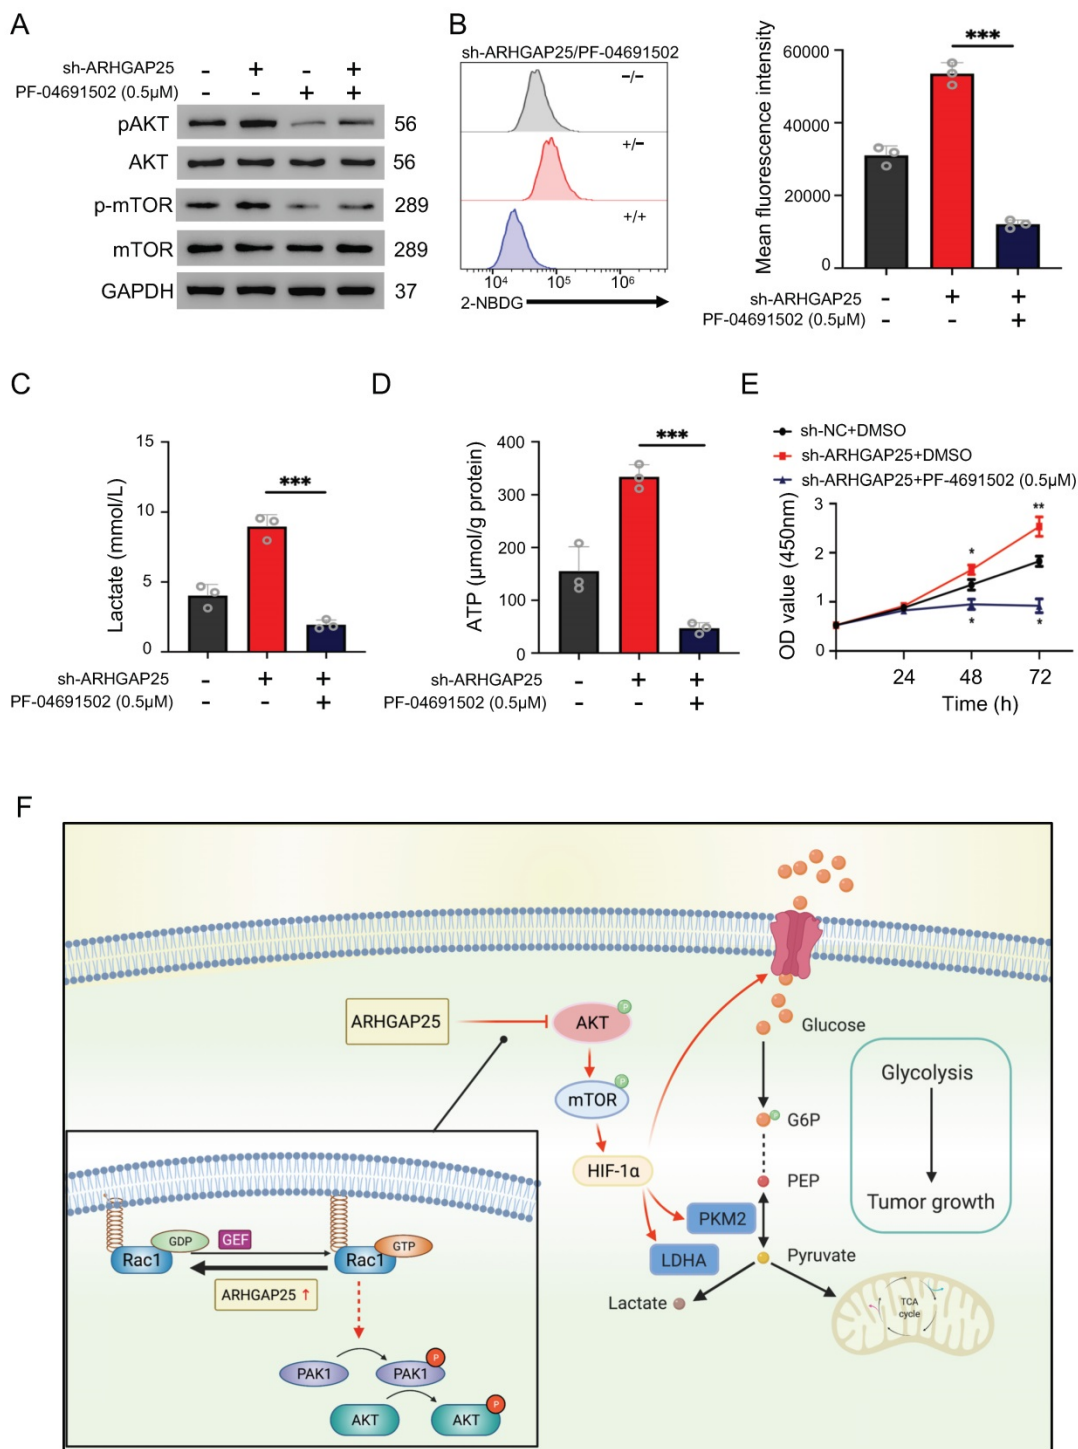 A
sh-ARHGAP25 - + - +
PF-04691502 (0.5µM) - - + +
pAKT 56
AKT 56
p-mTOR 289
mTOR 289
GAPDH 37
B
sh-ARHGAP25/PF-04691502
-/-
+/-
+/+
10⁴ 10⁵ 10⁶
2-NBDG
Mean fluorescence intensity
60000
40000
20000
0
***
sh-ARHGAP25 - + +
PF-04691502 (0.5µM) - - +
C
Lactate (mmol/L)
15
10
5
0
***
sh-ARHGAP25 - + +
PF-04691502 (0.5µM) - - +
D
ATP (µmol/g protein)
400
300
200
100
0
***
sh-ARHGAP25 - + +
PF-04691502 (0.5µM) - - +
E
sh-NC+DMSO
sh-ARHGAP25+DMSO
sh-ARHGAP25+PF-4691502 (0.5µM)
OD value (450nm)
3
2
1
0
* **
* *
24 48 72
Time (h)
F
ARHGAP25
AKT
P
mTOR
P
HIF-1α
PKM2
LDHA
Glucose
G6P
P
PEP
Pyruvate
Lactate
TCA
cycle
Glycolysis
Tumor growth
Rac1
GDP
GEF
Rac1
GTP
ARHGAP25 ↑
PAK1
PAK1
P
AKT
AKT
P